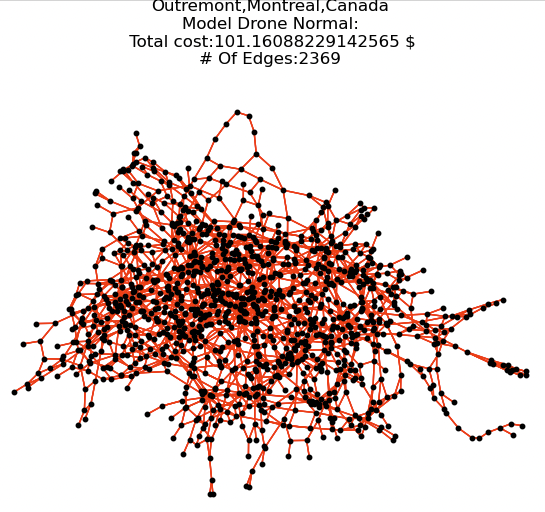 Outremont,Montreal,Canada
Model Drone Normal:
Total cost:101.16088229142565 $
# Of Edges:2369